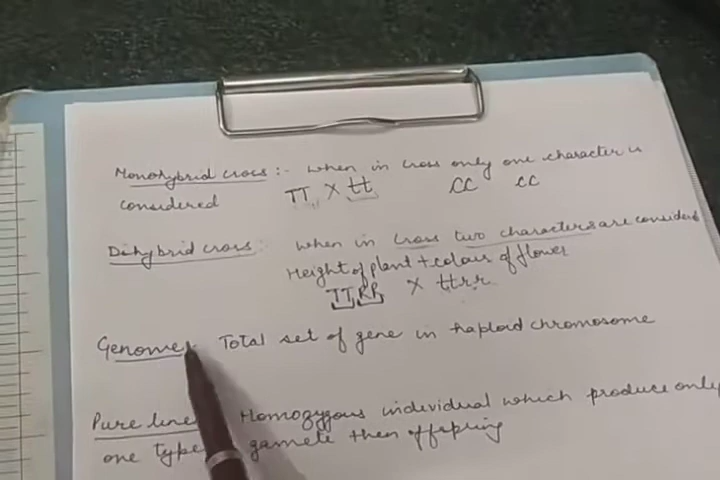 Monohybrid cross :- when in cross only one character is
considered TT X tt CC CC
Dihybrid cross : when in cross two characters are consider
Height of plant + colour of flower
TTRR X ttrr
Genome : Total set of gene in haploid chromosome
Pure line Homozygous individual which produce only
one type gamete then offspring